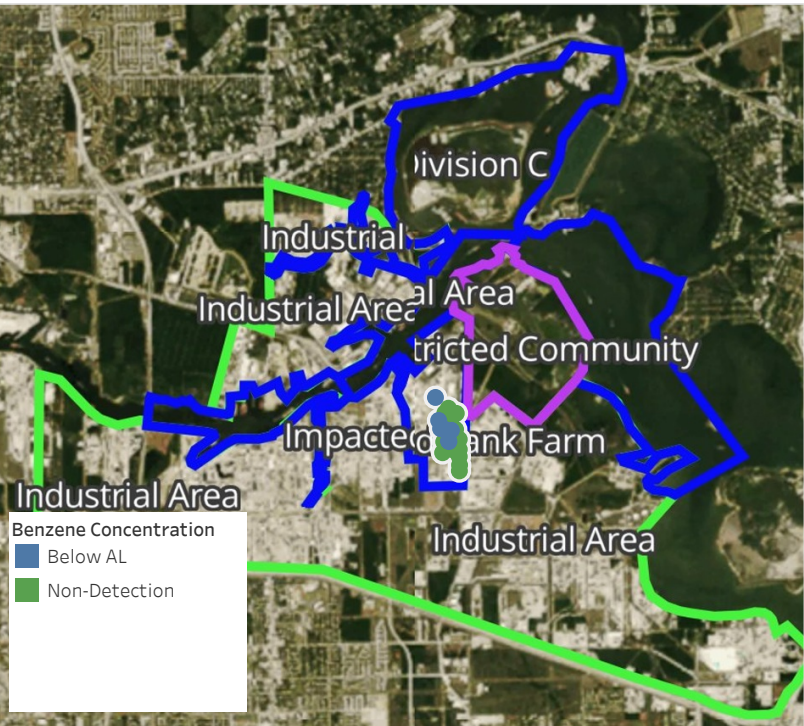 Division C
Industrial
Industrial Area
al Area
tricted Community
Impacted
ank Farm
Industrial Area
Industrial Area
Benzene Concentration
Below AL
Non-Detection